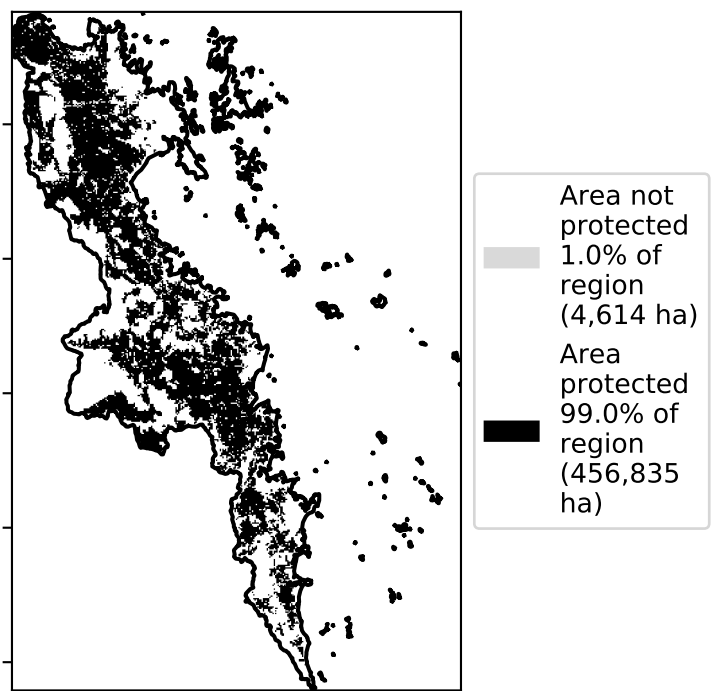 Area not
protected
1.0% of
region
(4,614 ha)
Area
protected
99.0% of
region
(456,835
ha)